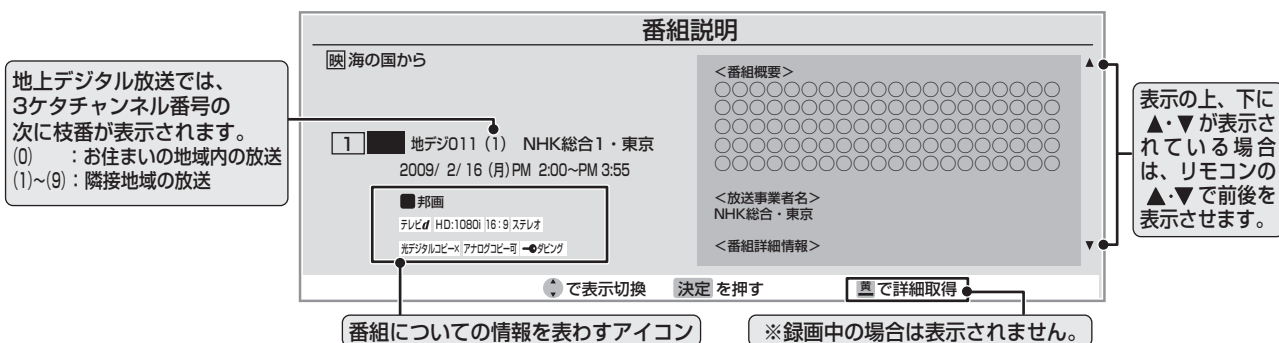 番組説明
映 海の国から
1 地デジ011 (1) NHK総合1・東京
2009/ 2/ 16 (月) PM 2:00~PM 3:55
邦画
テレビd HD:1080i 16:9 ステレオ
光デジタルコピー× アナログコピー可 ダビング
<番組概要>
○○○○○○○○○○○○○○○○○○○
○○○○○○○○○○○○○○○○○○○
○○○○○○○○○○○○○○○○○○○
○○○○○○○○○○○○○○○○○○○
○○○○○○○○○○○○○○○○○○○
<放送事業者名>
NHK総合・東京
<番組詳細情報>
▲
▼
で表示切換 決定 を押す 黄 で詳細取得
地上デジタル放送では、
3ケタチャンネル番号の
次に枝番が表示されます。
(0) :お住まいの地域内の放送
(1)~(9):隣接地域の放送
表示の上、下に
▲・▼が表示さ
れている場合
は、リモコンの
▲・▼で前後を
表示させます。
番組についての情報を表わすアイコン
※録画中の場合は表示されません。